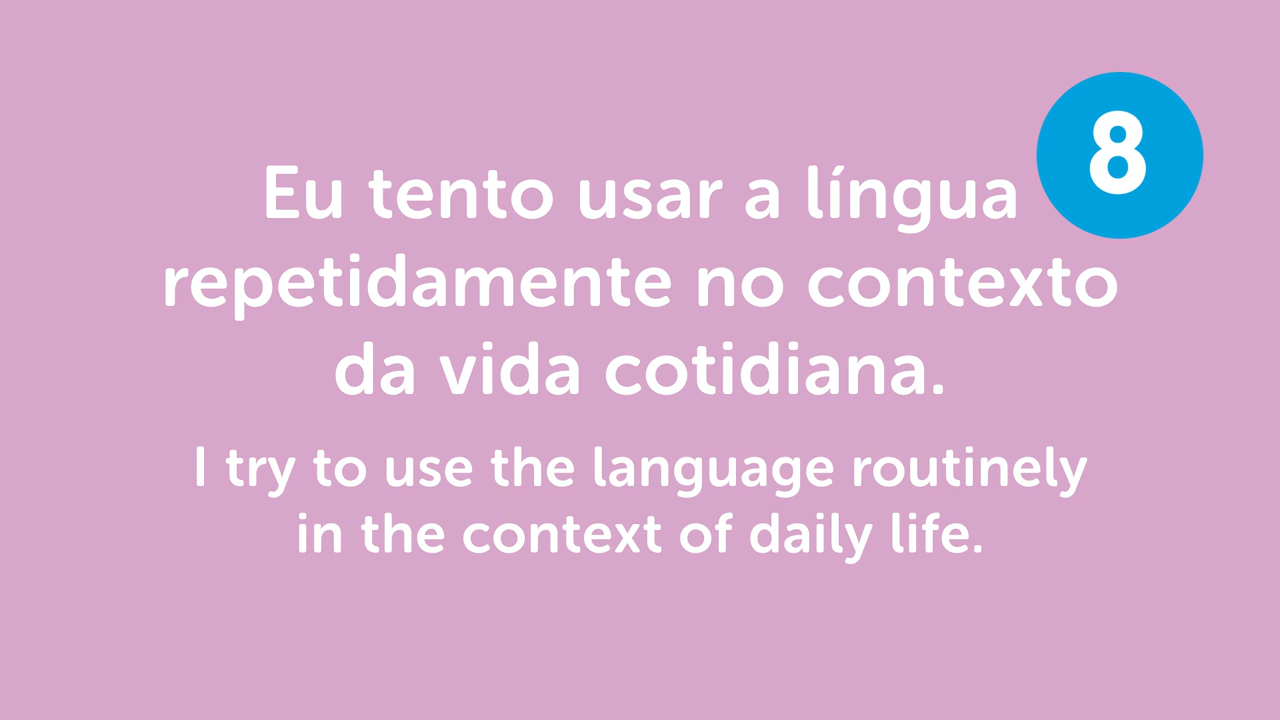 8
Eu tento usar a língua
repetidamente no contexto
da vida cotidiana.
I try to use the language routinely
in the context of daily life.